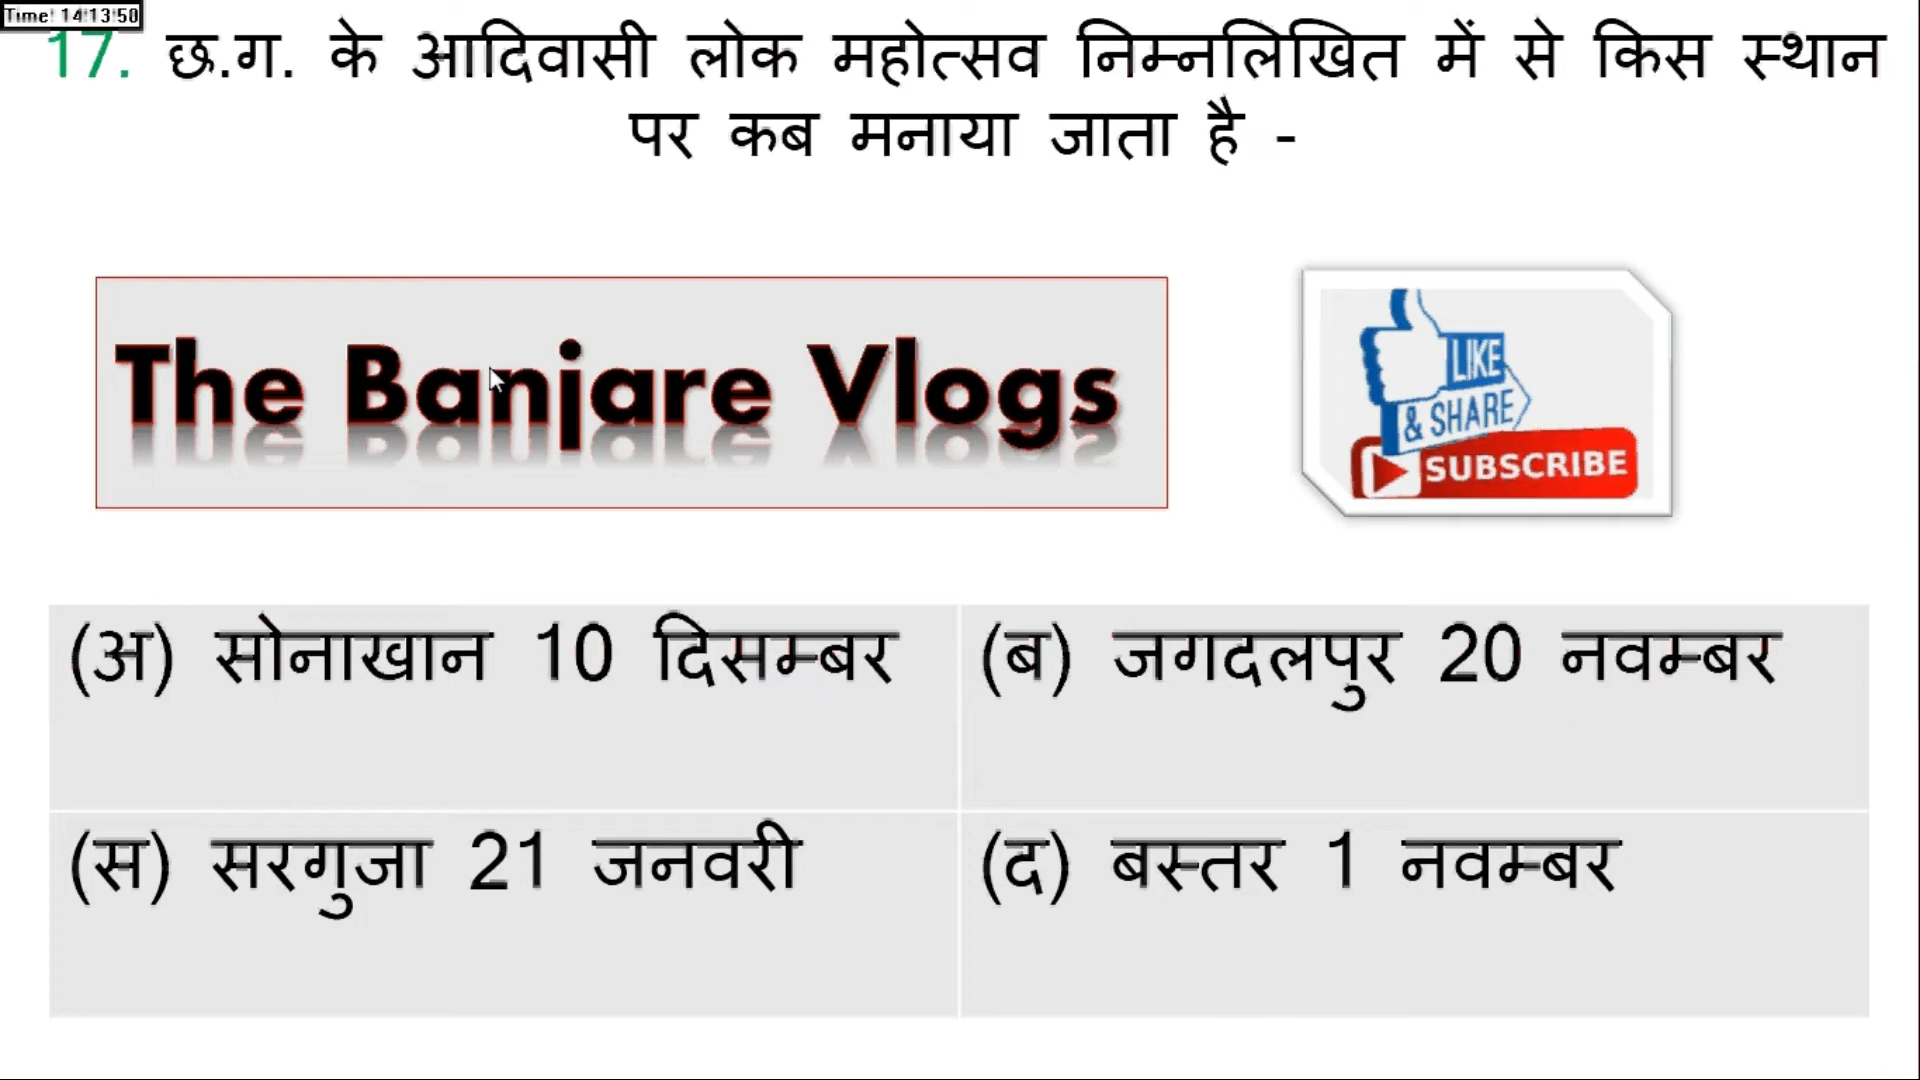 Time: 14:13:50
17. छ.ग. के आदिवासी लोक महोत्सव निम्नलिखित में से किस स्थान
पर कब मनाया जाता है -
The Banjare Vlogs
LIKE
& SHARE
SUBSCRIBE
(अ) सोनाखान 10 दिसम्बर
(ब) जगदलपुर 20 नवम्बर
(स) सरगुजा 21 जनवरी
(द) बस्तर 1 नवम्बर